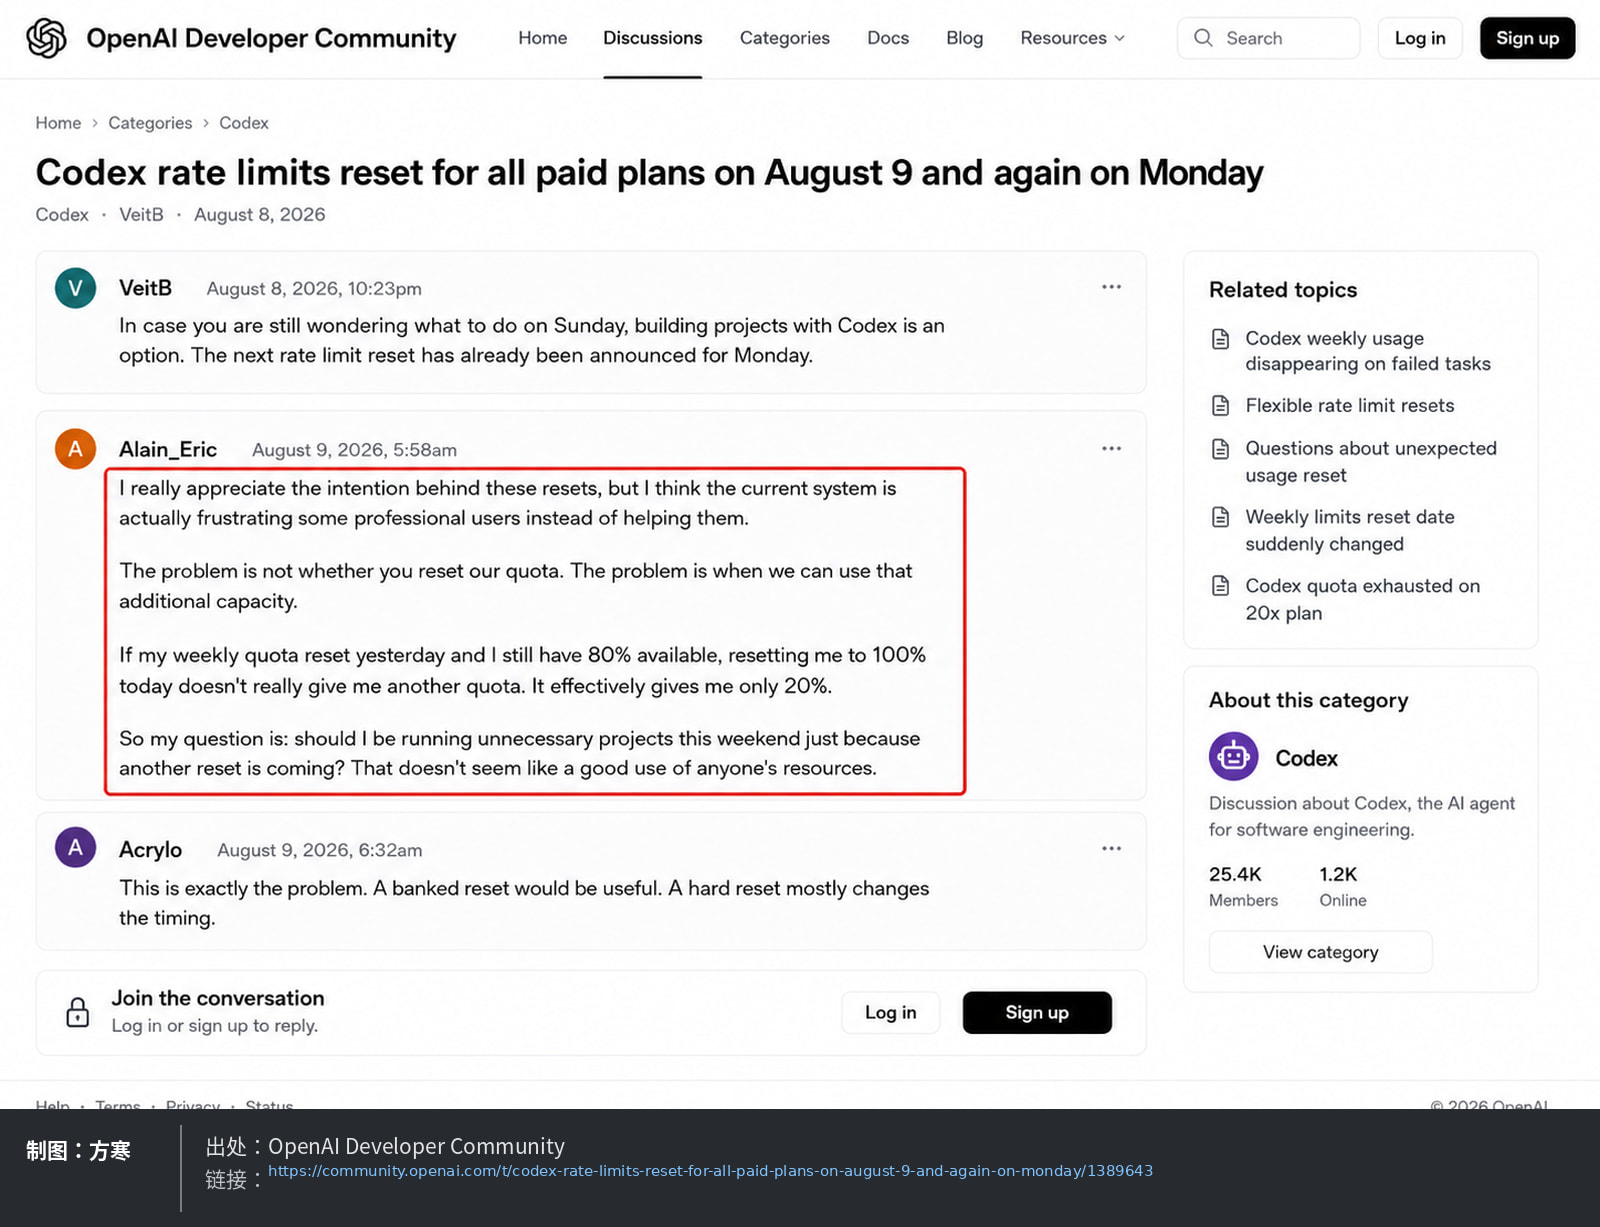 OpenAI Developer Community
Home
Discussions
Categories
Docs
Blog
Resources
Search
Log in
Sign up
Home > Categories > Codex
Codex rate limits reset for all paid plans on August 9 and again on Monday
Codex · VeitB · August 8, 2026
V
VeitB
August 8, 2026, 10:23pm
In case you are still wondering what to do on Sunday, building projects with Codex is an
option. The next rate limit reset has already been announced for Monday.
A
Alain_Eric
August 9, 2026, 5:58am
I really appreciate the intention behind these resets, but I think the current system is
actually frustrating some professional users instead of helping them.
The problem is not whether you reset our quota. The problem is when we can use that
additional capacity.
If my weekly quota reset yesterday and I still have 80% available, resetting me to 100%
today doesn't really give me another quota. It effectively gives me only 20%.
So my question is: should I be running unnecessary projects this weekend just because
another reset is coming? That doesn't seem like a good use of anyone's resources.
A
Acrylo
August 9, 2026, 6:32am
This is exactly the problem. A banked reset would be useful. A hard reset mostly changes
the timing.
Join the conversation
Log in or sign up to reply.
Log in
Sign up
Related topics
Codex weekly usage
disappearing on failed tasks
Flexible rate limit resets
Questions about unexpected
usage reset
Weekly limits reset date
suddenly changed
Codex quota exhausted on
20x plan
About this category
Codex
Discussion about Codex, the AI agent
for software engineering.
25.4K
Members
1.2K
Online
View category
Help · Terms · Privacy · Status
© 2026 OpenAI
制图：方寒
出处：OpenAI Developer Community
链接：https://community.openai.com/t/codex-rate-limits-reset-for-all-paid-plans-on-august-9-and-again-on-monday/1389643